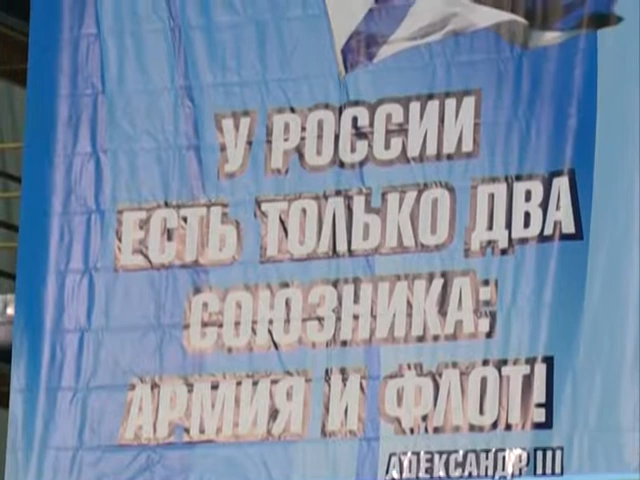 У РОССИИ
ЕСТЬ ТОЛЬКО ДВА
СОЮЗНИКА:
АРМИЯ И ФЛОТ!
АЛЕКСАНДР III